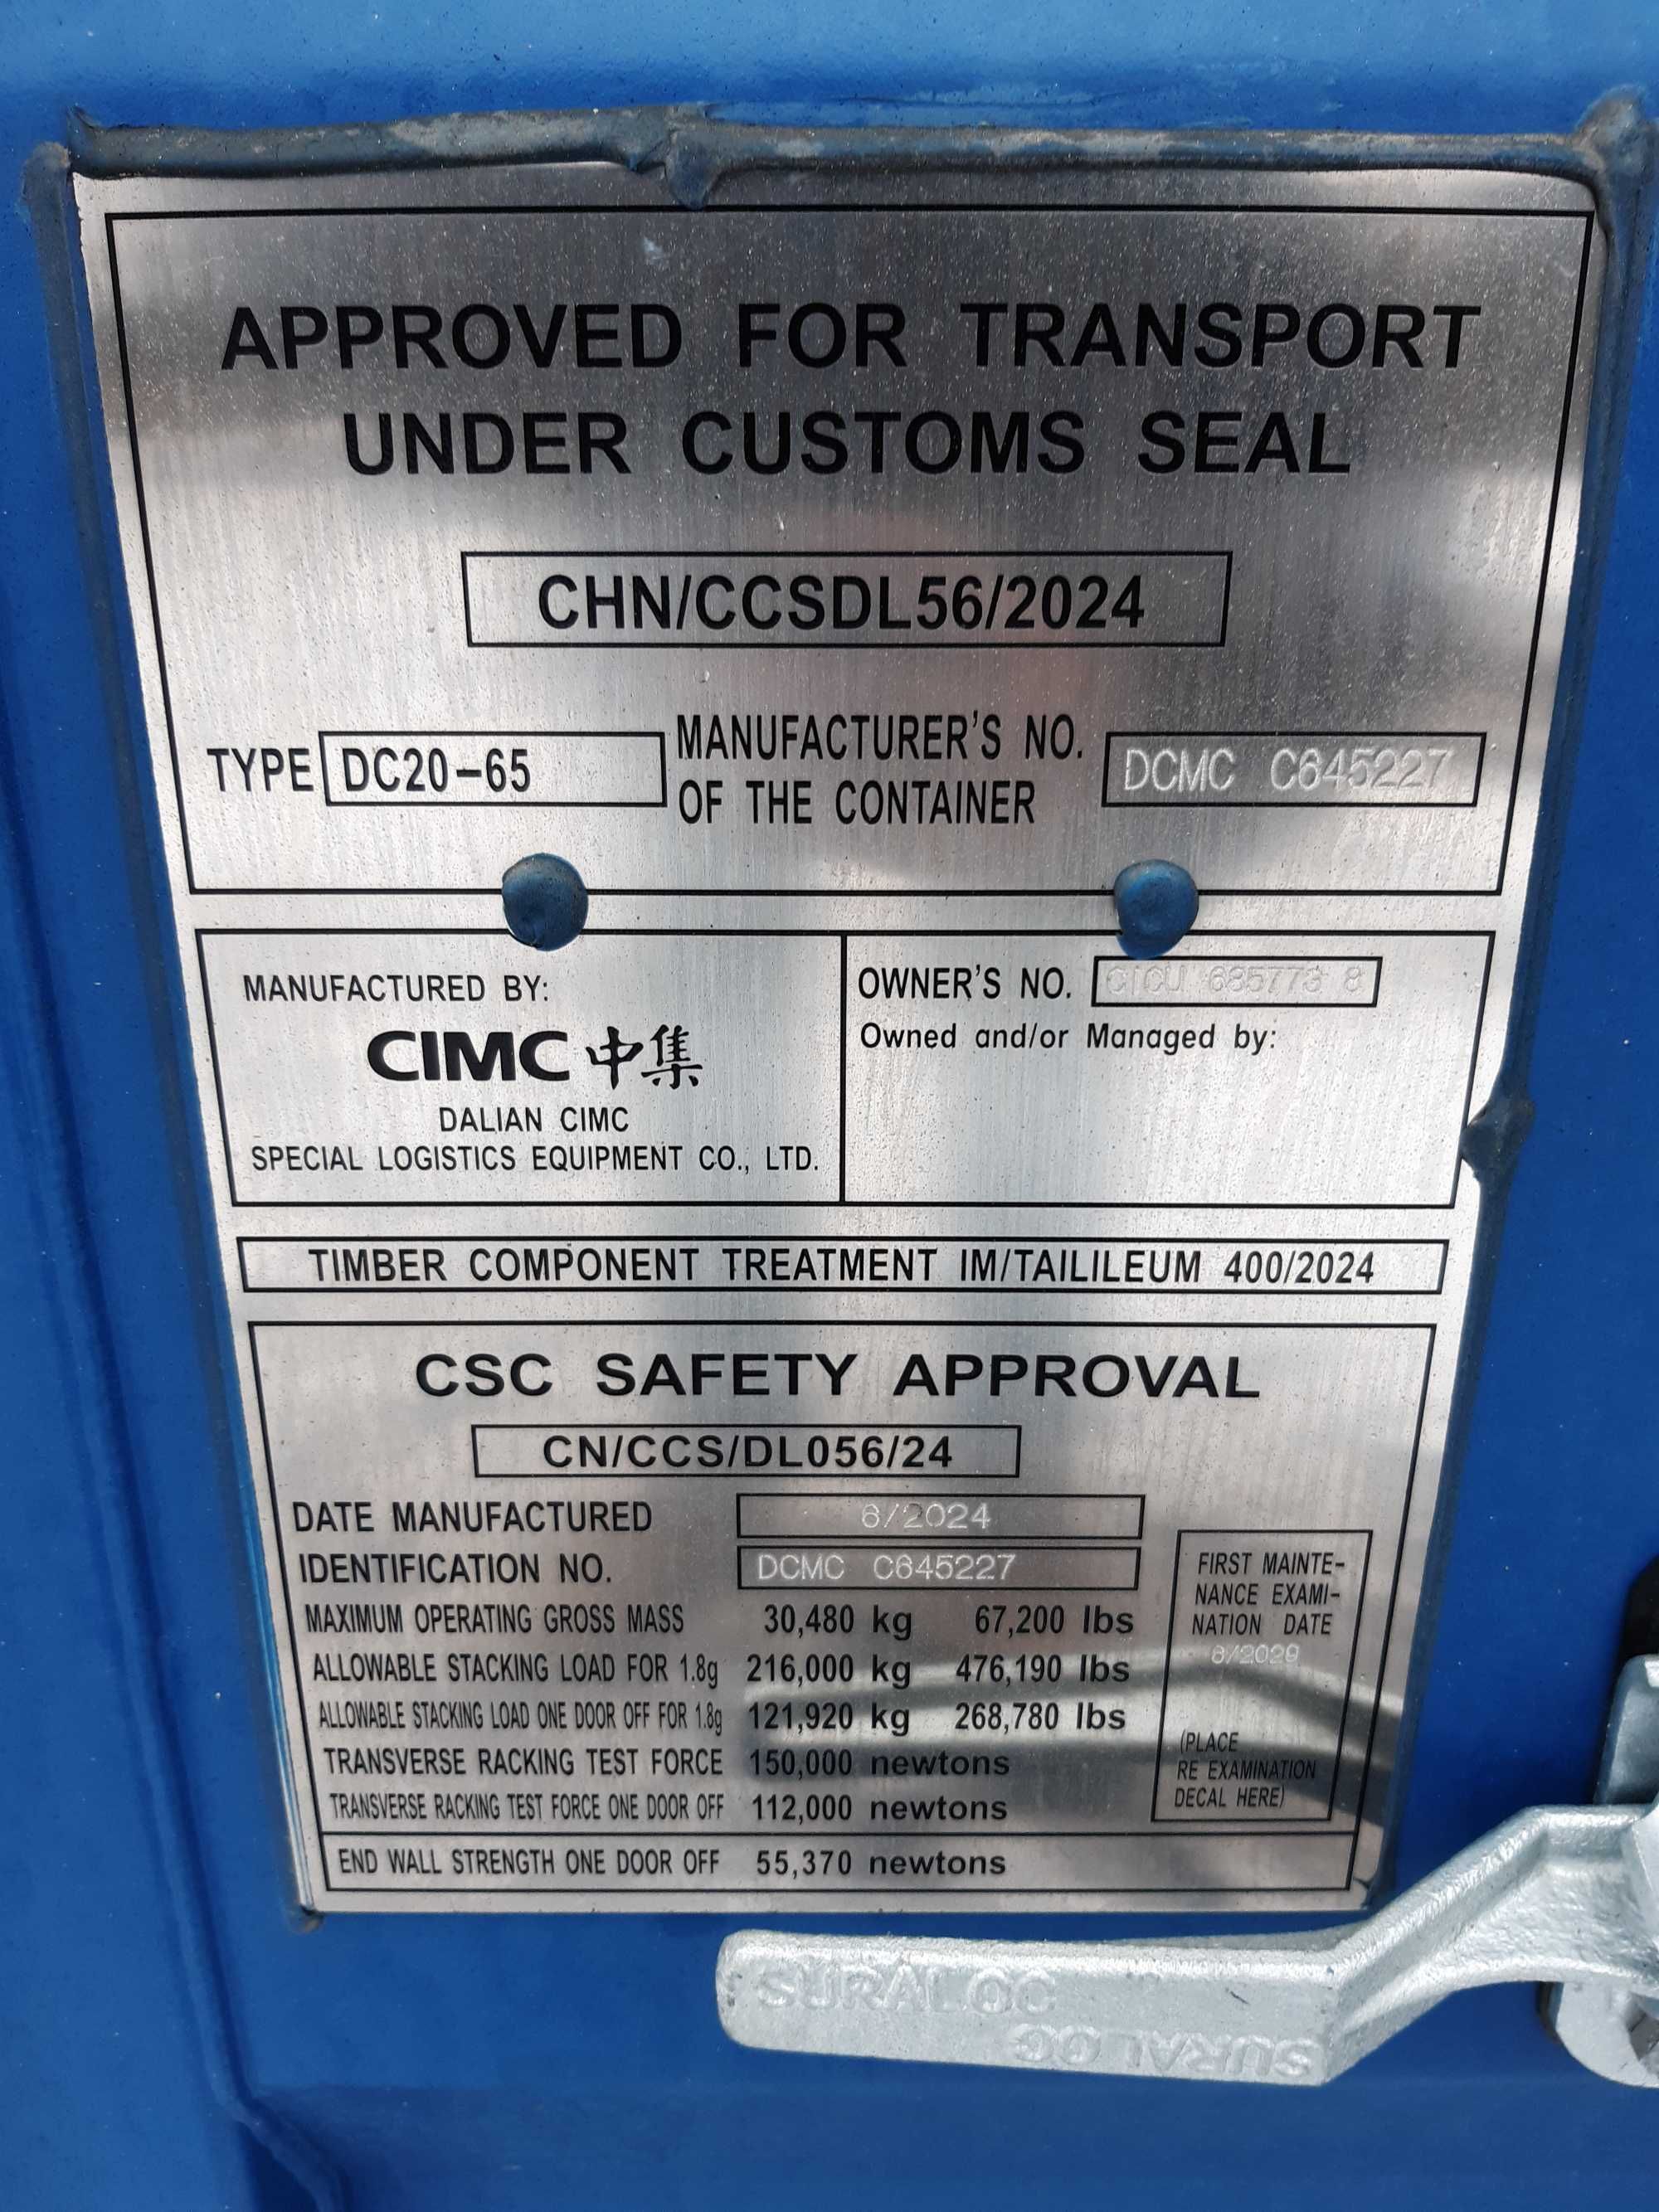 APPROVED FOR TRANSPORT
UNDER CUSTOMS SEAL
CHN/CCSDL56/2024
TYPE DC20-65
MANUFACTURER'S NO.
OF THE CONTAINER
DCMC C645227
MANUFACTURED BY:
CIMC 中集
DALIAN CIMC
SPECIAL LOGISTICS EQUIPMENT CO., LTD.
OWNER'S NO. CICU 685773 8
Owned and/or Managed by:
TIMBER COMPONENT TREATMENT IM/TAILILEUM 400/2024
CSC SAFETY APPROVAL
CN/CCS/DL056/24
DATE MANUFACTURED 6/2024
IDENTIFICATION NO. DCMC C645227
MAXIMUM OPERATING GROSS MASS 30,480 kg 67,200 lbs
ALLOWABLE STACKING LOAD FOR 1.8g 216,000 kg 476,190 lbs
ALLOWABLE STACKING LOAD ONE DOOR OFF FOR 1.8g 121,920 kg 268,780 lbs
TRANSVERSE RACKING TEST FORCE 150,000 newtons
TRANSVERSE RACKING TEST FORCE ONE DOOR OFF 112,000 newtons
END WALL STRENGTH ONE DOOR OFF 55,370 newtons
FIRST MAINTE-
NANCE EXAMI-
NATION DATE
6/2029
(PLACE
RE EXAMINATION
DECAL HERE)
SURALOC
SURALOC